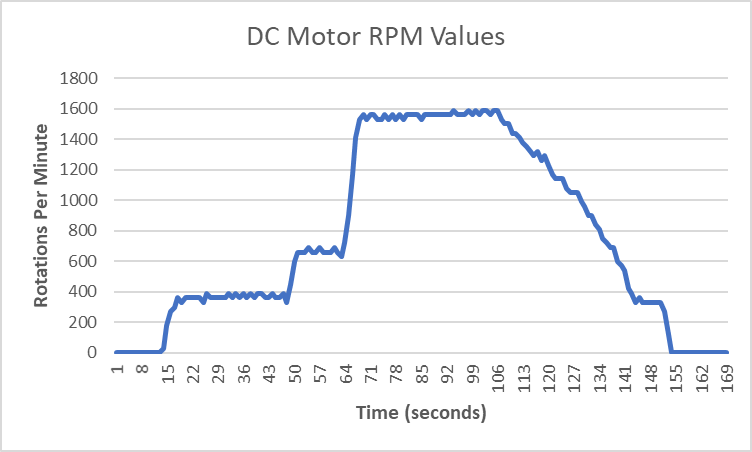 DC Motor RPM Values
Rotations Per Minute
1800
1600
1400
1200
1000
800
600
400
200
0
1 8 15 22 29 36 43 50 57 64 71 78 85 92 99 106 113 120 127 134 141 148 155 162 169
Time (seconds)